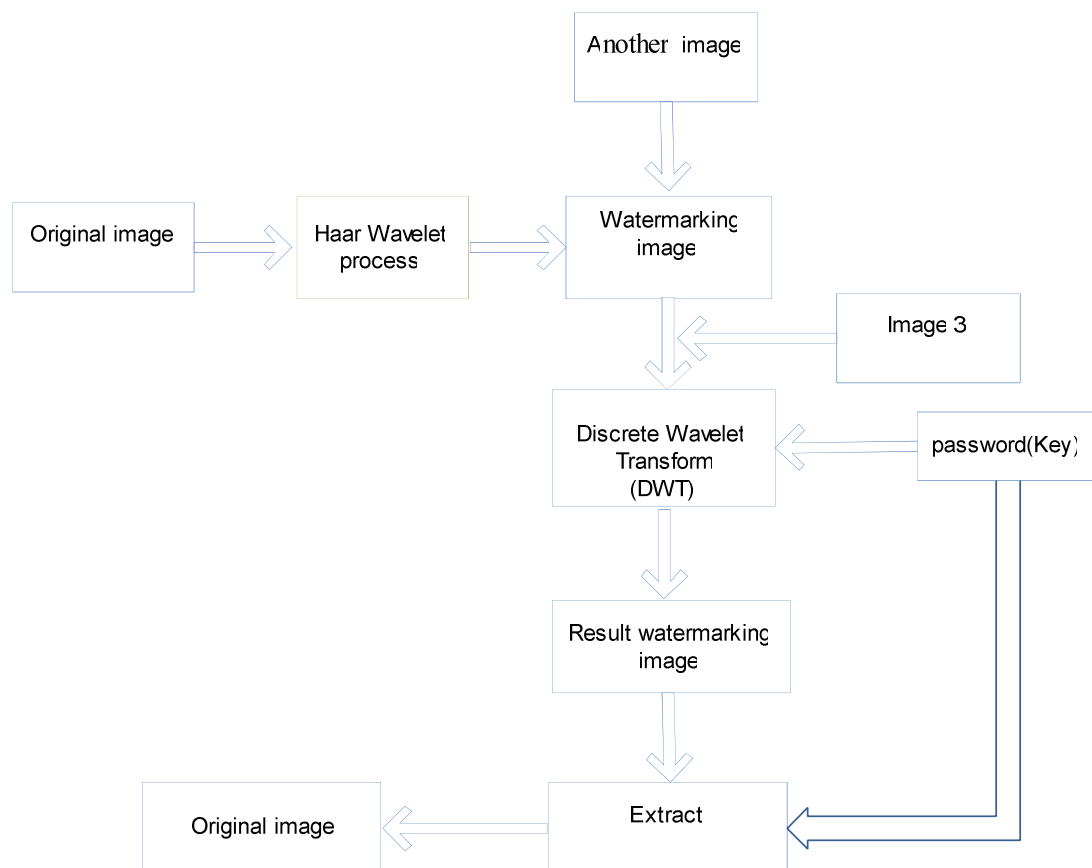 Another image
Original image
Haar Wavelet
process
Watermarking
image
Image 3
Discrete Wavelet
Transform
(DWT)
password(Key)
Result watermarking
image
Extract
Original image